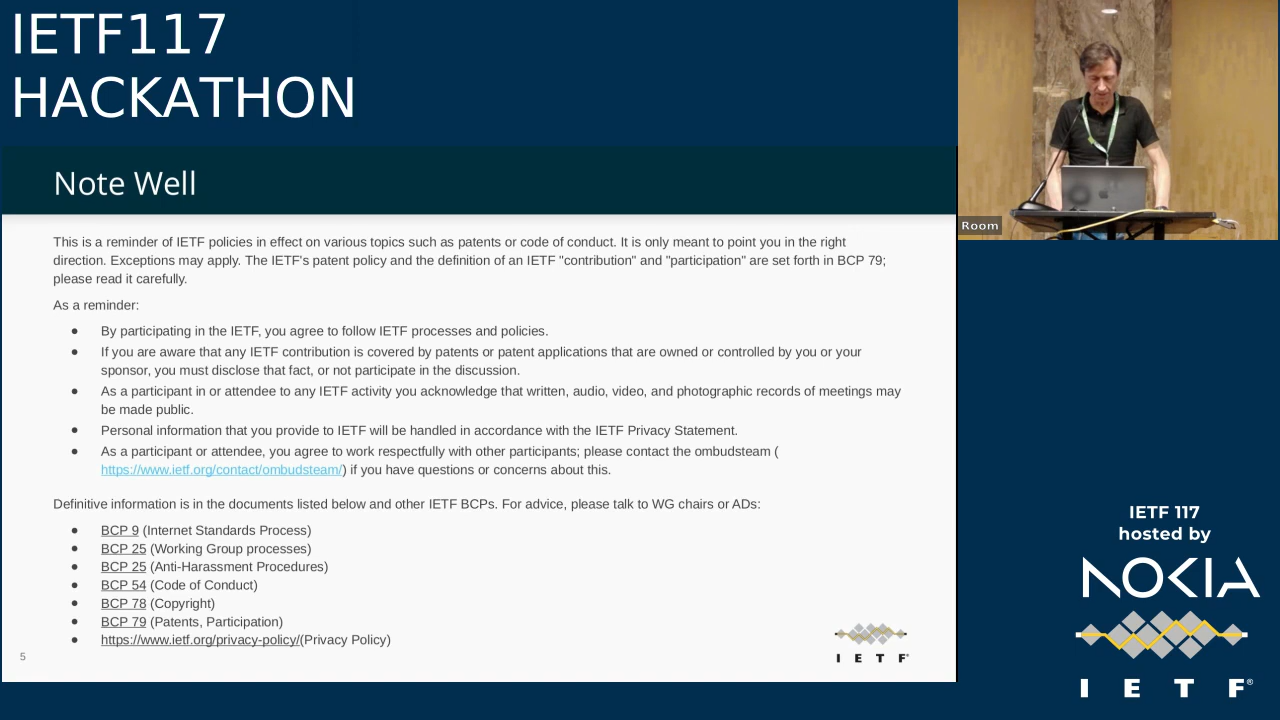 IETF117
HACKATHON
Note Well
This is a reminder of IETF policies in effect on various topics such as patents or code of conduct. It is only meant to point you in the right
direction. Exceptions may apply. The IETF's patent policy and the definition of an IETF "contribution" and "participation" are set forth in BCP 79;
please read it carefully.
As a reminder:
● By participating in the IETF, you agree to follow IETF processes and policies.
● If you are aware that any IETF contribution is covered by patents or patent applications that are owned or controlled by you or your
sponsor, you must disclose that fact, or not participate in the discussion.
● As a participant in or attendee to any IETF activity you acknowledge that written, audio, video, and photographic records of meetings may
be made public.
● Personal information that you provide to IETF will be handled in accordance with the IETF Privacy Statement.
● As a participant or attendee, you agree to work respectfully with other participants; please contact the ombudsteam (
https://www.ietf.org/contact/ombudsteam/) if you have questions or concerns about this.
Definitive information is in the documents listed below and other IETF BCPs. For advice, please talk to WG chairs or ADs:
● BCP 9 (Internet Standards Process)
● BCP 25 (Working Group processes)
● BCP 25 (Anti-Harassment Procedures)
● BCP 54 (Code of Conduct)
● BCP 78 (Copyright)
● BCP 79 (Patents, Participation)
● https://www.ietf.org/privacy-policy/(Privacy Policy)
5
I E T F®
Room
IETF 117
hosted by
NOKIA
I E T F®